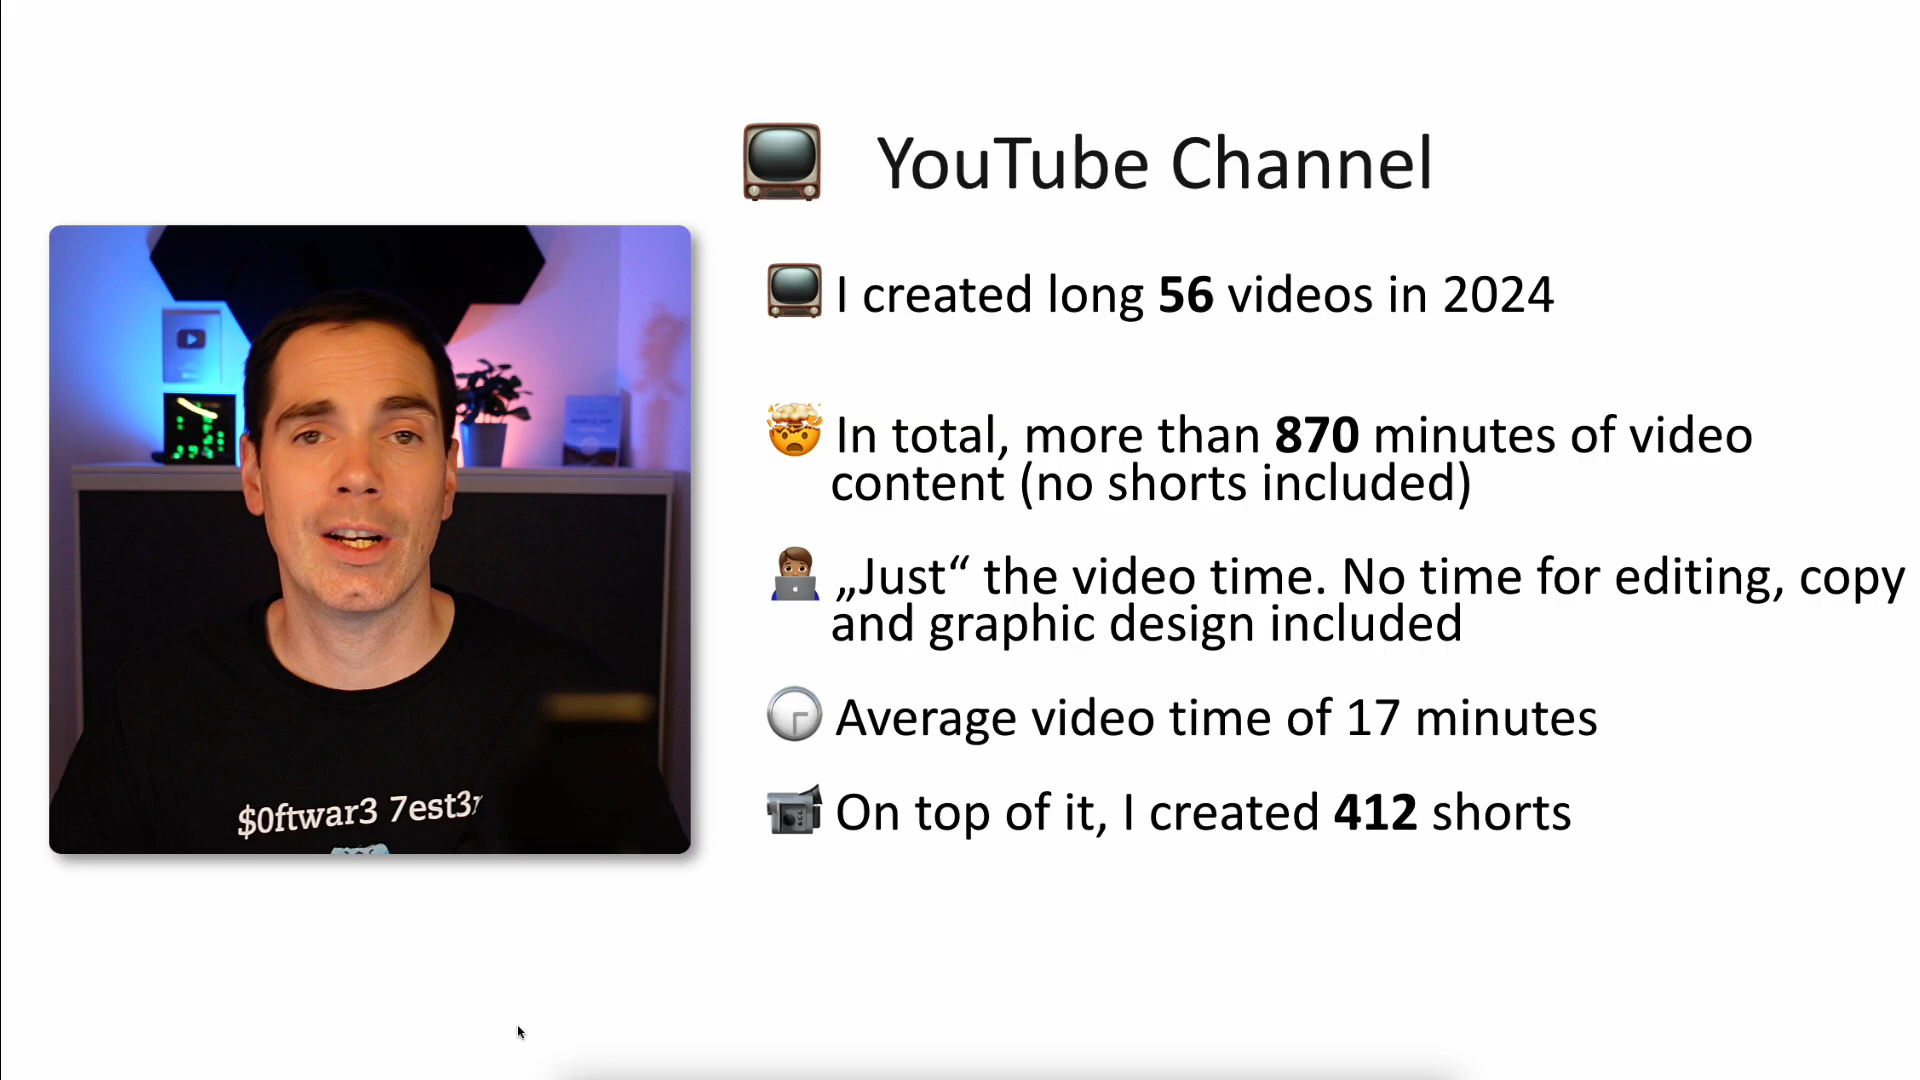 YouTube Channel
I created long 56 videos in 2024
In total, more than 870 minutes of video
content (no shorts included)
„Just“ the video time. No time for editing, copy
and graphic design included
Average video time of 17 minutes
On top of it, I created 412 shorts
$0ftwar3 7est3r